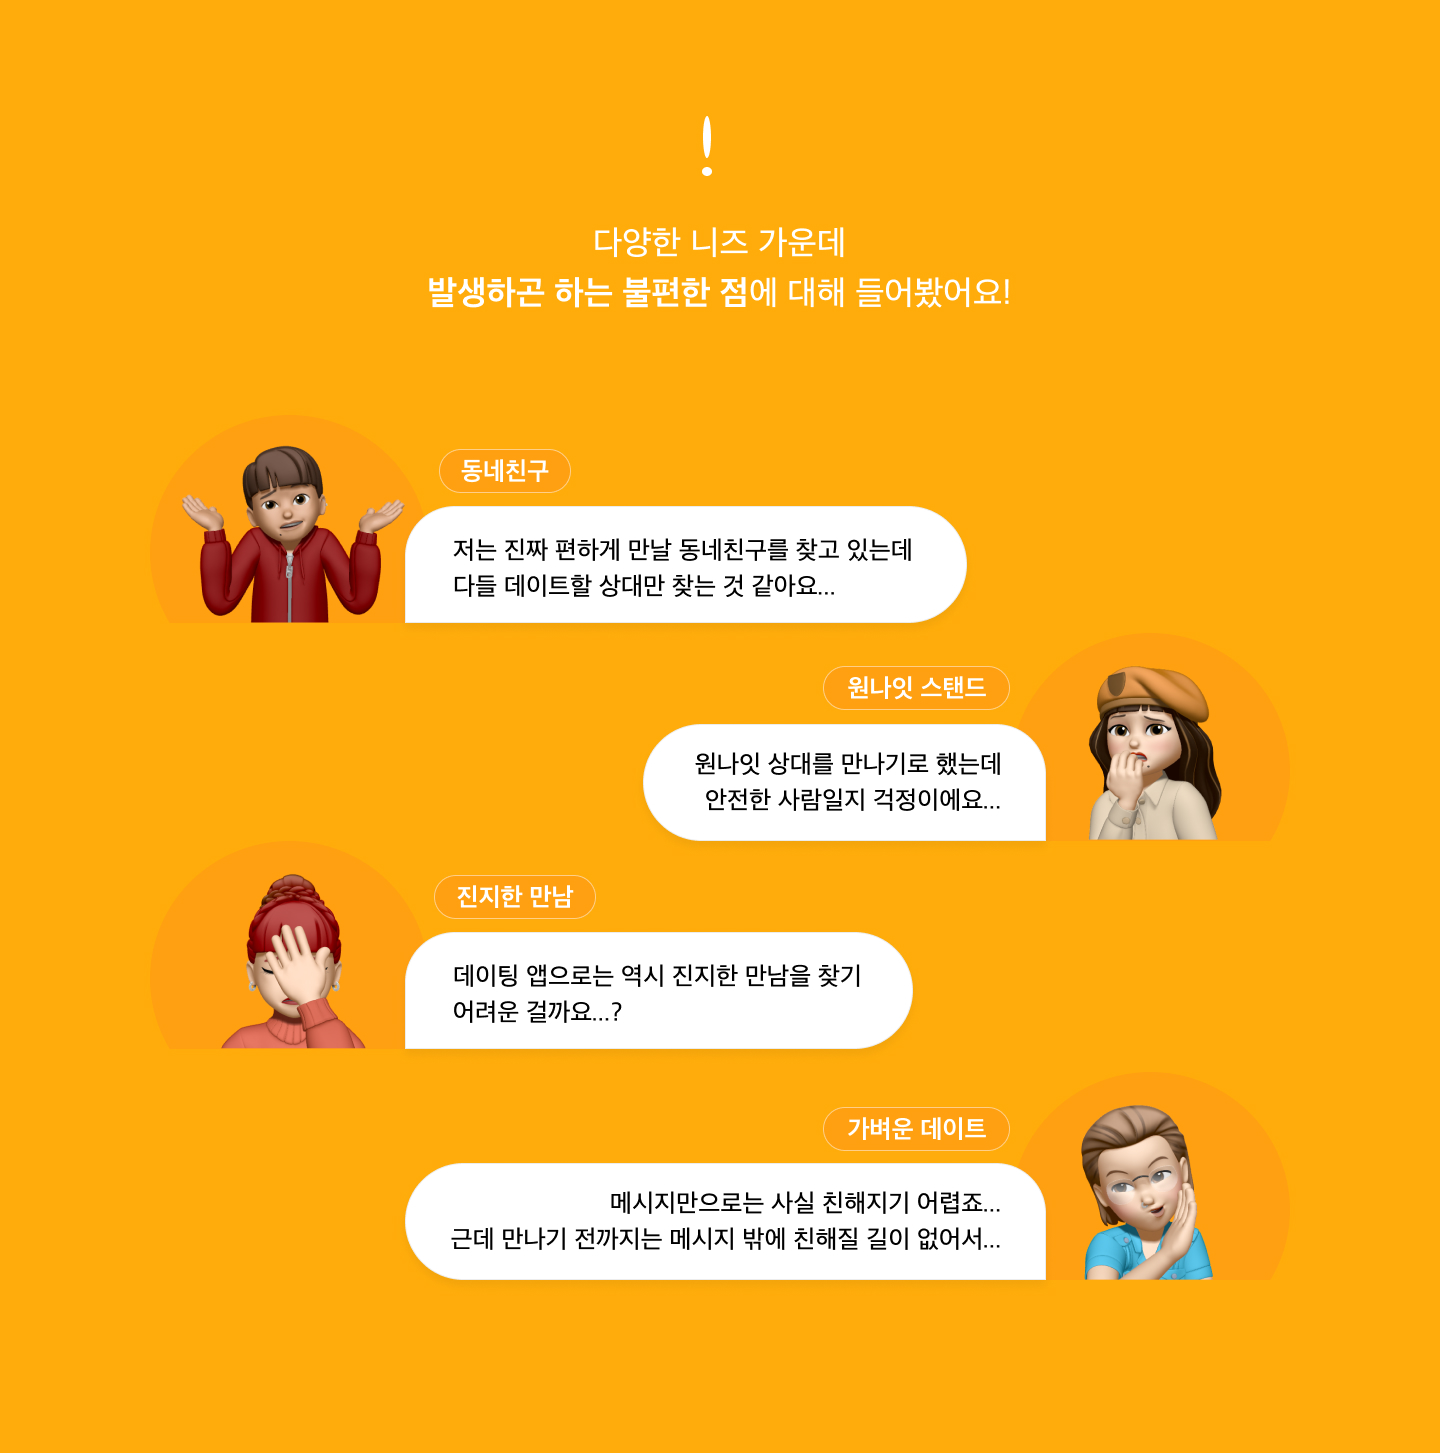 !
다양한 니즈 가운데
발생하곤 하는 불편한 점에 대해 들어봤어요!
동네친구
저는 진짜 편하게 만날 동네친구를 찾고 있는데
다들 데이트할 상대만 찾는 것 같아요...
원나잇 스탠드
원나잇 상대를 만나기로 했는데
안전한 사람일지 걱정이에요...
진지한 만남
데이팅 앱으로는 역시 진지한 만남을 찾기
어려운 걸까요...?
가벼운 데이트
메시지만으로는 사실 친해지기 어렵죠...
근데 만나기 전까지는 메시지 밖에 친해질 길이 없어서...